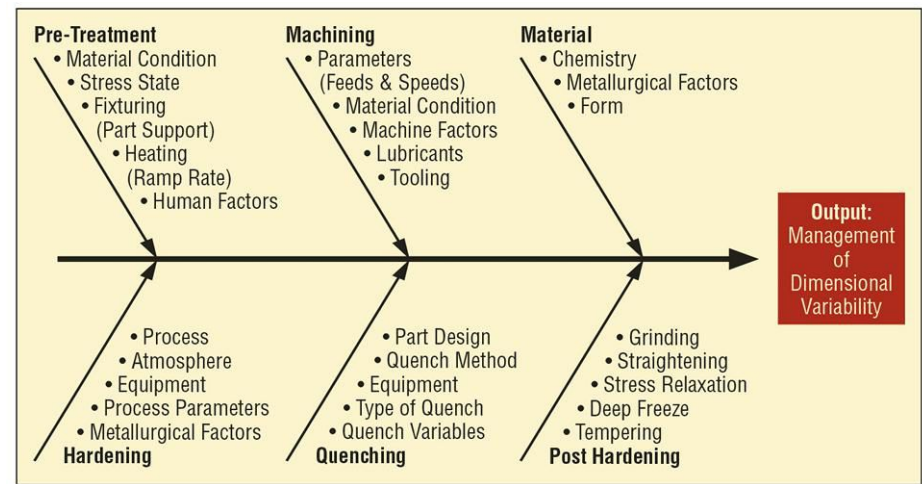 Pre-Treatment
• Material Condition
• Stress State
• Fixturing
(Part Support)
• Heating
(Ramp Rate)
• Human Factors
Machining
• Parameters
(Feeds & Speeds)
• Material Condition
• Machine Factors
• Lubricants
• Tooling
Material
• Chemistry
• Metallurgical Factors
• Form
Output:
Management
of
Dimensional
Variability
• Process
• Atmosphere
• Equipment
• Process Parameters
• Metallurgical Factors
Hardening
• Part Design
• Quench Method
• Equipment
• Type of Quench
• Quench Variables
Quenching
• Grinding
• Straightening
• Stress Relaxation
• Deep Freeze
• Tempering
Post Hardening